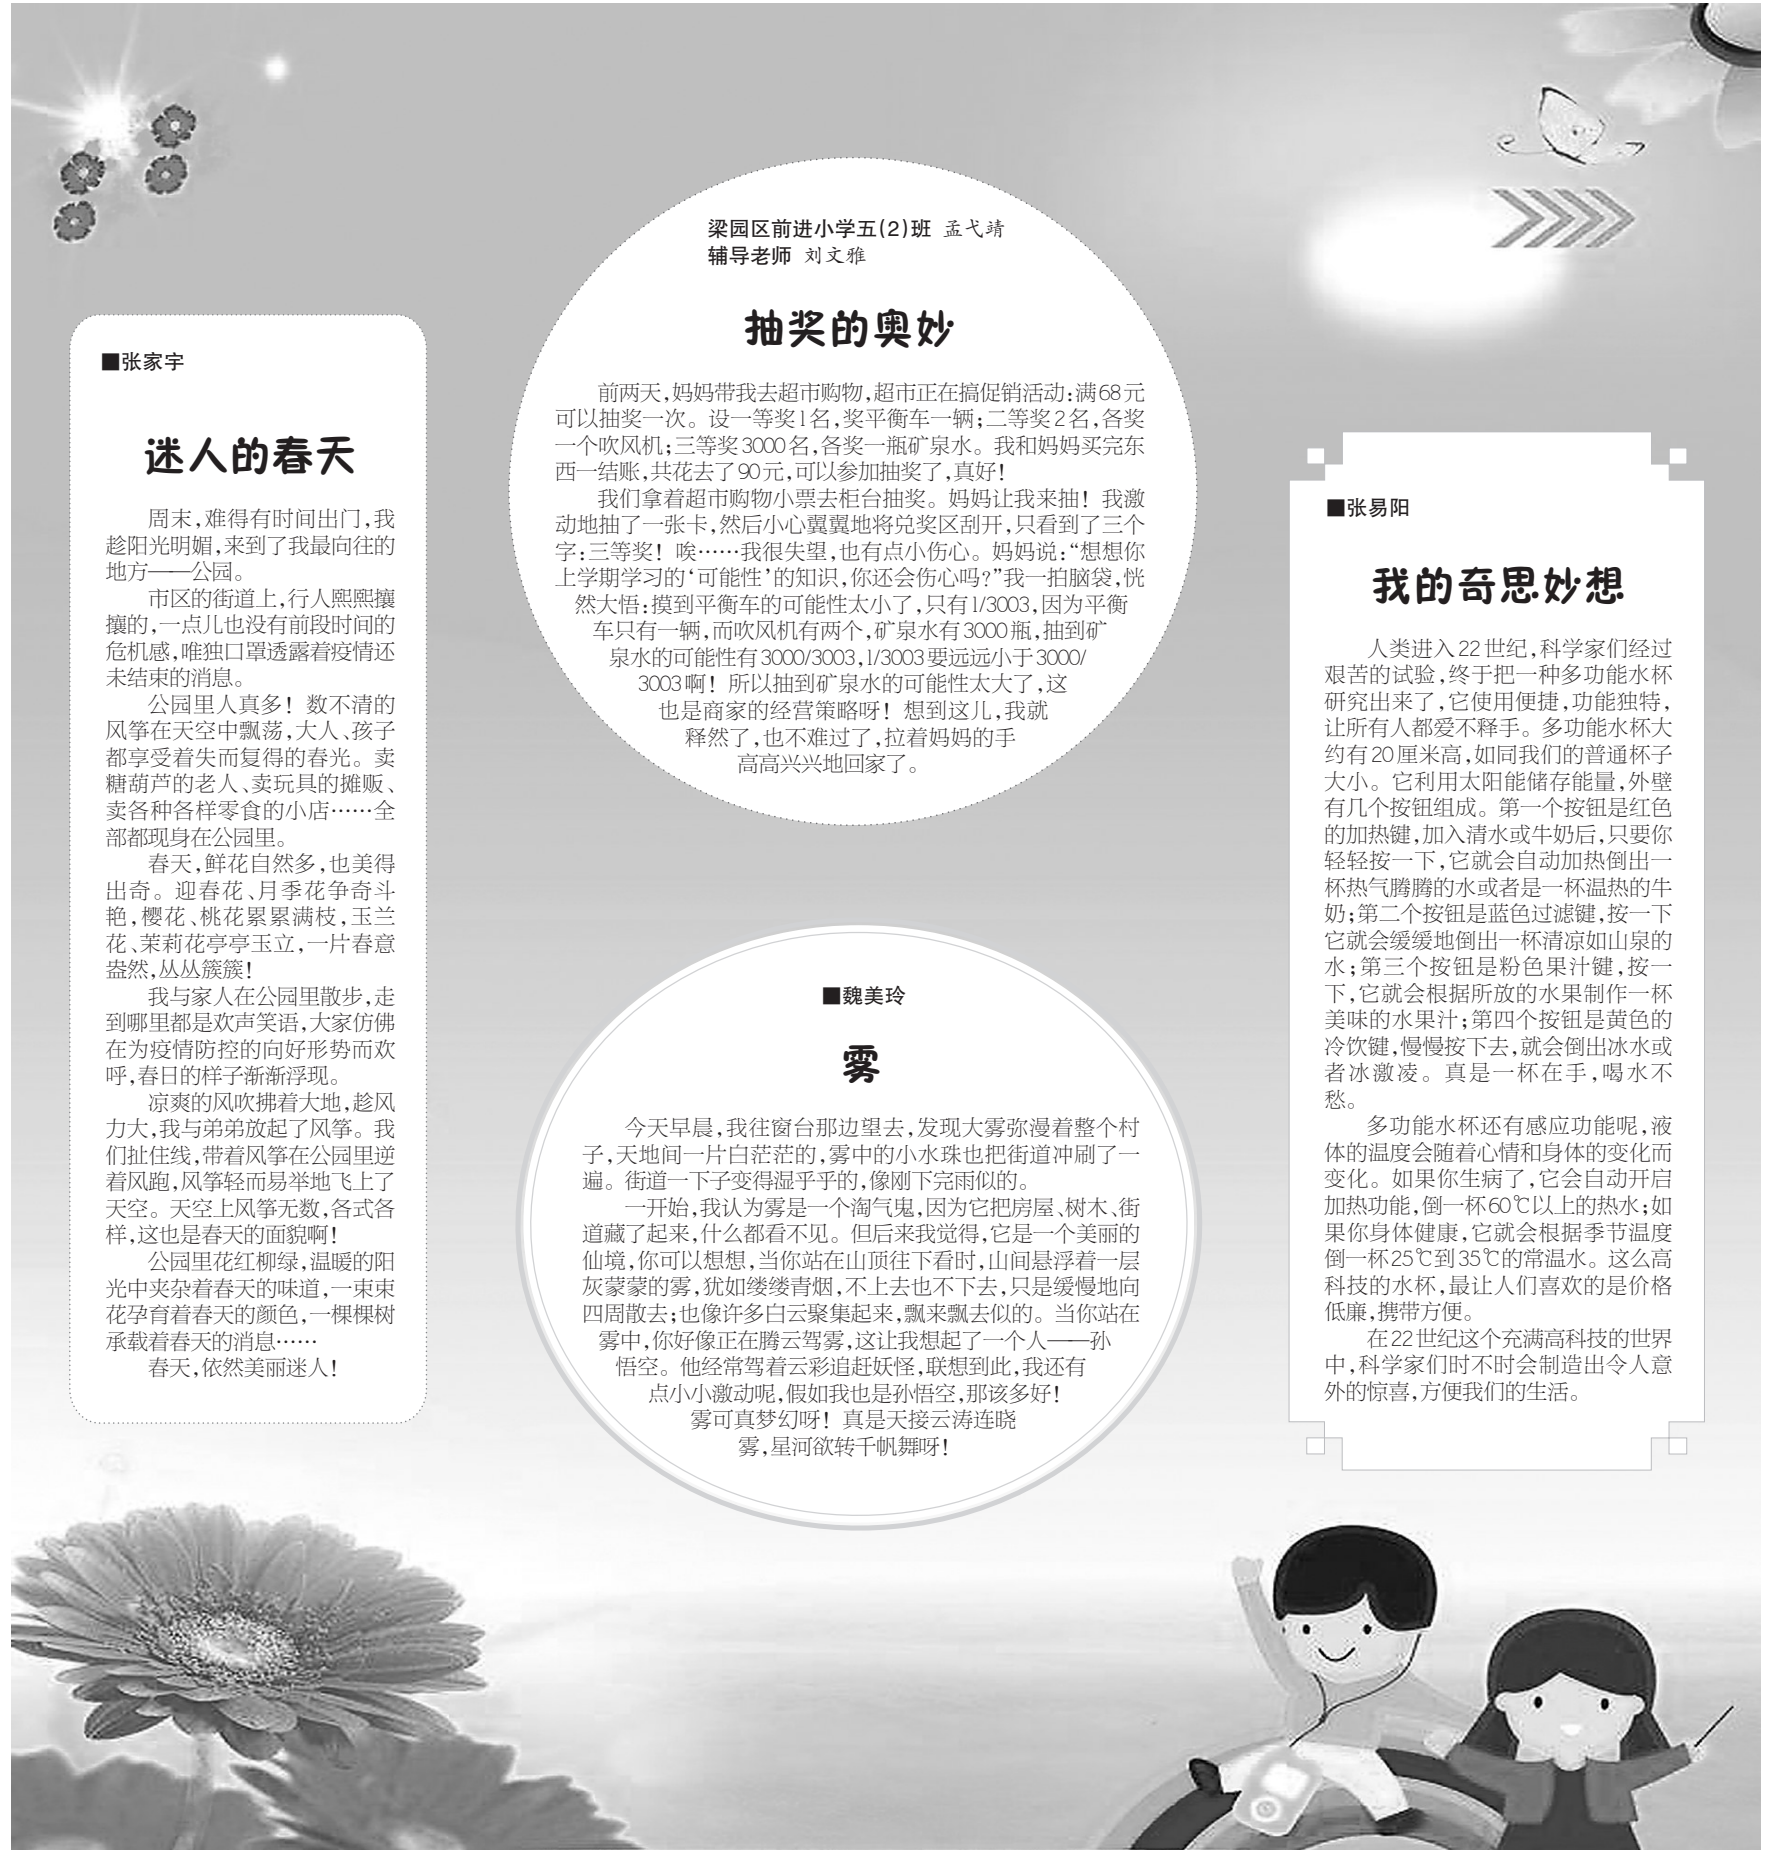 ■张家宇
迷人的春天
周末,难得有时间出门,我
趁阳光明媚,来到了我最向往的
地方——公园。
市区的街道上,行人熙熙攘
攘的,一点儿也没有前段时间的
危机感,唯独口罩透露着疫情还
未结束的消息。
公园里人真多！数不清的
风筝在天空中飘荡,大人、孩子
都享受着失而复得的春光。卖
糖葫芦的老人、卖玩具的摊贩、
卖各种各样零食的小店……全
部都现身在公园里。
春天,鲜花自然多,也美得
出奇。迎春花、月季花争奇斗
艳,樱花、桃花累累满枝,玉兰
花、茉莉花亭亭玉立,一片春意
盎然,丛丛簇簇！
我与家人在公园里散步,走
到哪里都是欢声笑语,大家仿佛
在为疫情防控的向好形势而欢
呼,春日的样子渐渐浮现。
凉爽的风吹拂着大地,趁风
力大,我与弟弟放起了风筝。我
们扯住线,带着风筝在公园里逆
着风跑,风筝轻而易举地飞上了
天空。天空上风筝无数,各式各
样,这也是春天的面貌啊！
公园里花红柳绿,温暖的阳
光中夹杂着春天的味道,一束束
花孕育着春天的颜色,一棵棵树
承载着春天的消息……
春天,依然美丽迷人！
梁园区前进小学五(2)班 孟弋靖
辅导老师 刘文雅
抽奖的奥妙
前两天,妈妈带我去超市购物,超市正在搞促销活动:满68元
可以抽奖一次。设一等奖1名,奖平衡车一辆;二等奖2名,各奖
一个吹风机;三等奖3000名,各奖一瓶矿泉水。我和妈妈买完东
西一结账,共花去了90元,可以参加抽奖了,真好！
我们拿着超市购物小票去柜台抽奖。妈妈让我来抽！我激
动地抽了一张卡,然后小心翼翼地将兑奖区刮开,只看到了三个
字:三等奖！唉……我很失望,也有点小伤心。妈妈说:“想想你
上学期学习的‘可能性’的知识,你还会伤心吗?”我一拍脑袋,恍
然大悟:摸到平衡车的可能性太小了,只有1/3003,因为平衡
车只有一辆,而吹风机有两个,矿泉水有3000瓶,抽到矿
泉水的可能性有3000/3003,1/3003要远远小于3000/
3003啊！所以抽到矿泉水的可能性太大了,这
也是商家的经营策略呀！想到这儿,我就
释然了,也不难过了,拉着妈妈的手
高高兴兴地回家了。
■魏美玲
雾
今天早晨,我往窗台那边望去,发现大雾弥漫着整个村
子,天地间一片白茫茫的,雾中的小水珠也把街道冲刷了一
遍。街道一下子变得湿乎乎的,像刚下完雨似的。
一开始,我认为雾是一个淘气鬼,因为它把房屋、树木、街
道藏了起来,什么都看不见。但后来我觉得,它是一个美丽的
仙境,你可以想想,当你站在山顶往下看时,山间悬浮着一层
灰蒙蒙的雾,犹如缕缕青烟,不上去也不下去,只是缓慢地向
四周散去;也像许多白云聚集起来,飘来飘去似的。当你站在
雾中,你好像正在腾云驾雾,这让我想起了一个人——孙
悟空。他经常驾着云彩追赶妖怪,联想到此,我还有
点小小激动呢,假如我也是孙悟空,那该多好！
雾可真梦幻呀！真是天接云涛连晓
雾,星河欲转千帆舞呀！
■张易阳
我的奇思妙想
人类进入22世纪,科学家们经过
艰苦的试验,终于把一种多功能水杯
研究出来了,它使用便捷,功能独特,
让所有人都爱不释手。多功能水杯大
约有20厘米高,如同我们的普通杯子
大小。它利用太阳能储存能量,外壁
有几个按钮组成。第一个按钮是红色
的加热键,加入清水或牛奶后,只要你
轻轻按一下,它就会自动加热倒出一
杯热气腾腾的水或者是一杯温热的牛
奶;第二个按钮是蓝色过滤键,按一下
它就会缓缓地倒出一杯清凉如山泉的
水;第三个按钮是粉色果汁键,按一
下,它就会根据所放的水果制作一杯
美味的水果汁;第四个按钮是黄色的
冷饮键,慢慢按下去,就会倒出冰水或
者冰激凌。真是一杯在手,喝水不
愁。
多功能水杯还有感应功能呢,液
体的温度会随着心情和身体的变化而
变化。如果你生病了,它会自动开启
加热功能,倒一杯60℃以上的热水;如
果你身体健康,它就会根据季节温度
倒一杯25℃到35℃的常温水。这么高
科技的水杯,最让人们喜欢的是价格
低廉,携带方便。
在22世纪这个充满高科技的世界
中,科学家们时不时会制造出令人意
外的惊喜,方便我们的生活。